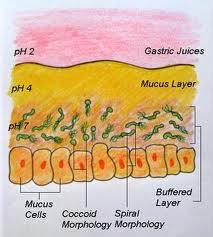 pH 2
Gastric Juices
pH 4
Mucus Layer
pH 7
Mucus Cells
Coccoid Morphology
Spiral Morphology
Buffered Layer